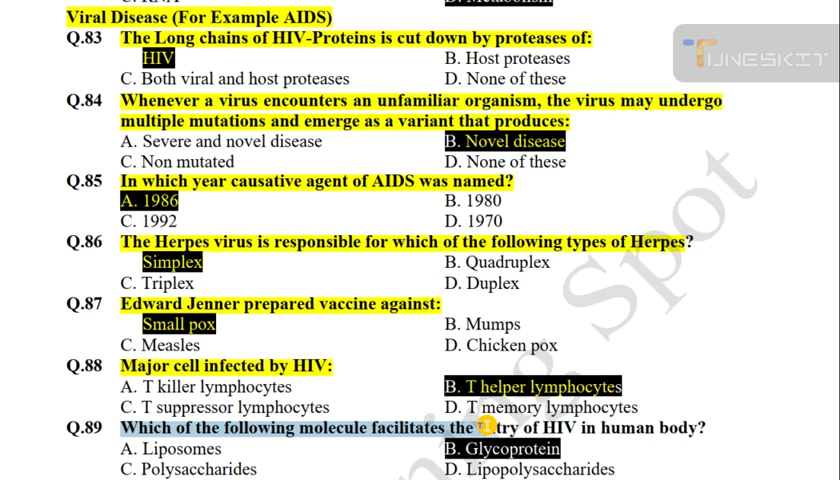 Viral Disease (For Example AIDS)
Q.83 The Long chains of HIV-Proteins is cut down by proteases of:
HIV B. Host proteases
C. Both viral and host proteases D. None of these
Q.84 Whenever a virus encounters an unfamiliar organism, the virus may undergo
multiple mutations and emerge as a variant that produces:
A. Severe and novel disease B. Novel disease
C. Non mutated D. None of these
Q.85 In which year causative agent of AIDS was named?
A. 1986 B. 1980
C. 1992 D. 1970
Q.86 The Herpes virus is responsible for which of the following types of Herpes?
Simplex B. Quadruplex
C. Triplex D. Duplex
Q.87 Edward Jenner prepared vaccine against:
Small pox B. Mumps
C. Measles D. Chicken pox
Q.88 Major cell infected by HIV:
A. T killer lymphocytes B. T helper lymphocytes
C. T suppressor lymphocytes D. T memory lymphocytes
Q.89 Which of the following molecule facilitates the of HIV in human body?
A. Liposomes B. Glycoprotein
C. Polysaccharides D. Lipopolysaccharides
TUNESKIT
Spot